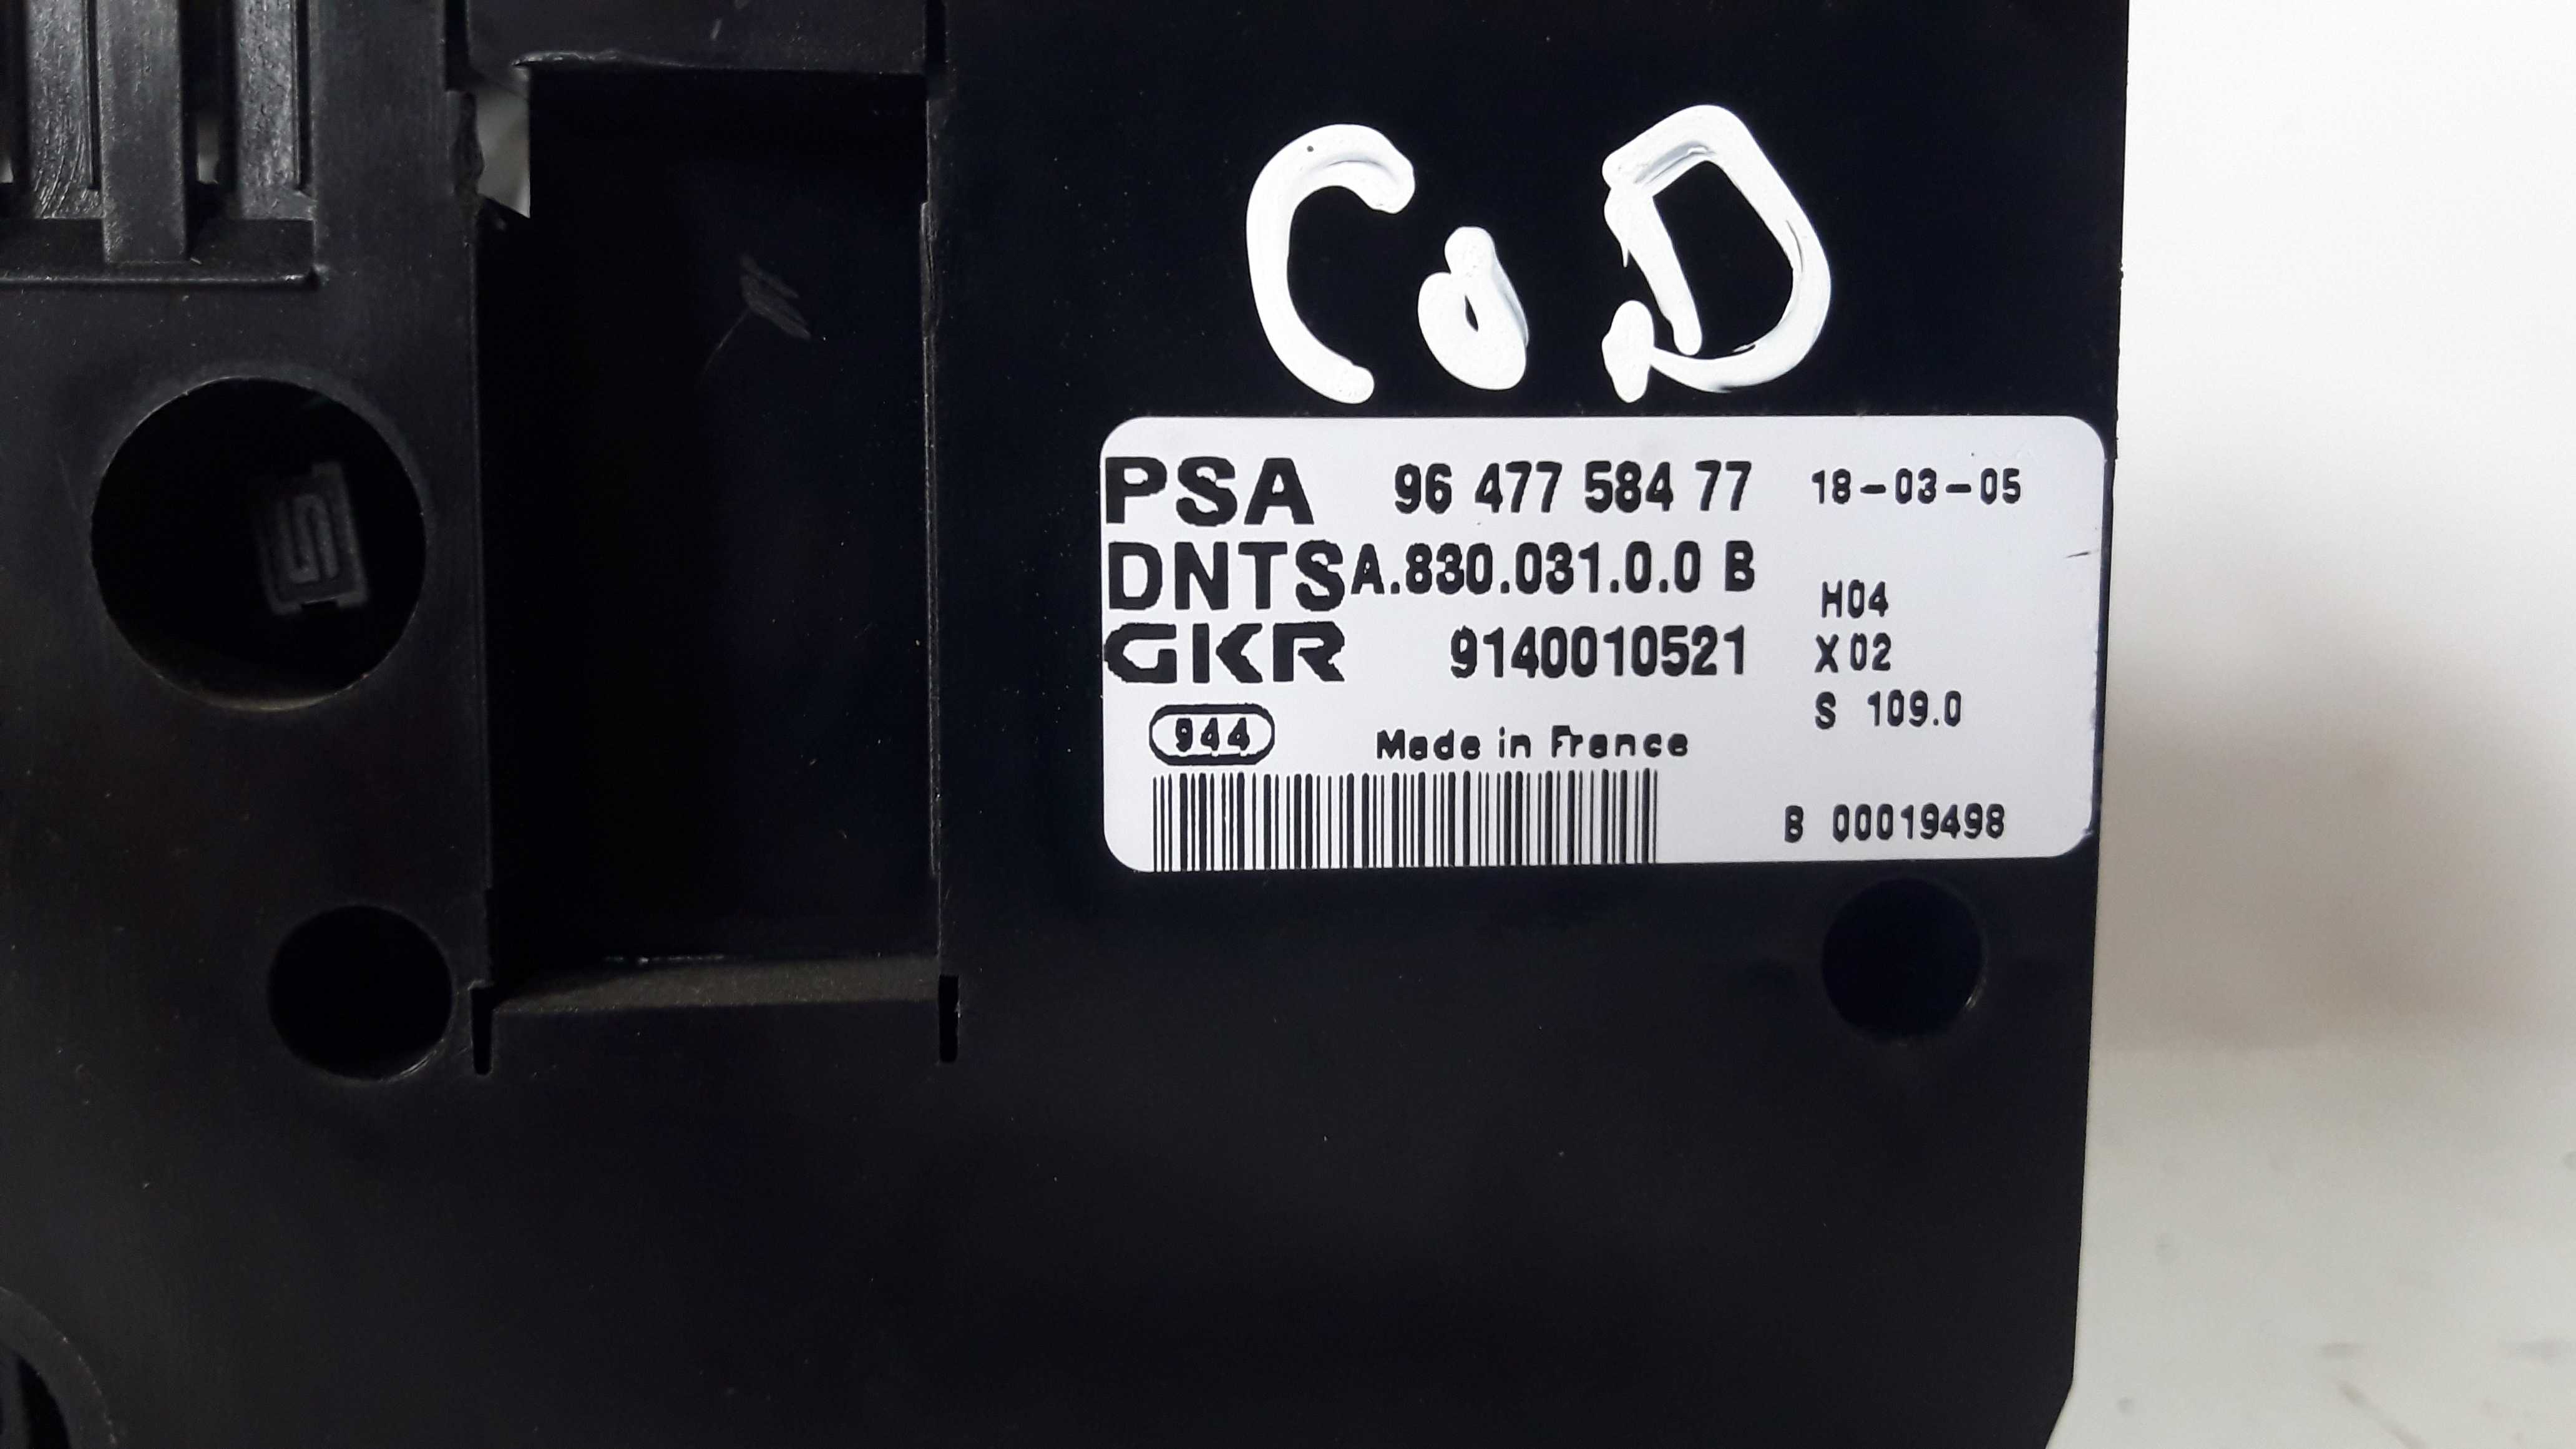 CoD
PSA 96 477 584 77 18-03-05
DNTSA.830.031.0.0 B
H04
GKR 9140010521 X02
S 109.0
944 Made in France
B 00019498